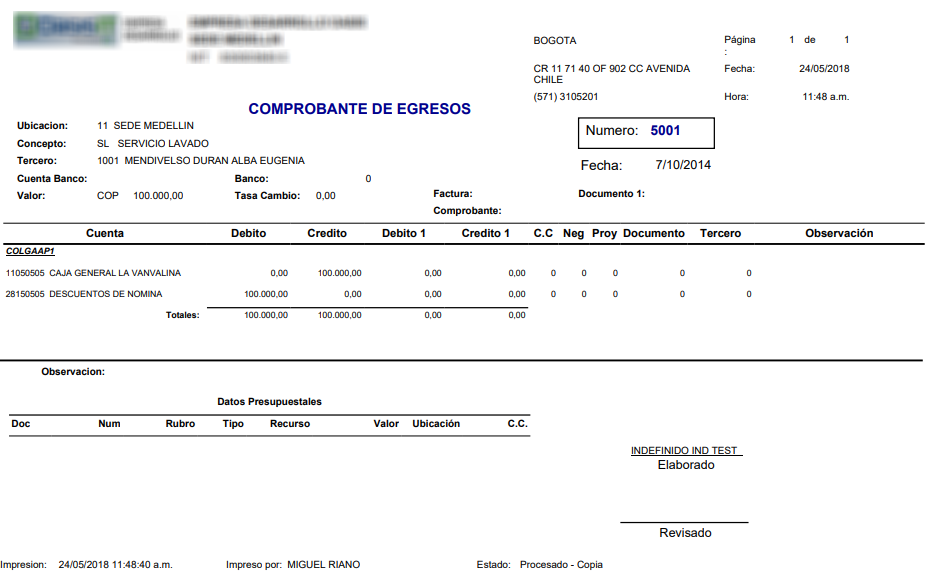 BOGOTA
Página : 1 de 1
CR 11 71 40 OF 902 CC AVENIDA CHILE
Fecha: 24/05/2018
(571) 3105201
Hora: 11:48 a.m.
COMPROBANTE DE EGRESOS
Ubicacion: 11 SEDE MEDELLIN
Numero: 5001
Concepto: SL SERVICIO LAVADO
Tercero: 1001 MENDIVELSO DURAN ALBA EUGENIA
Fecha: 7/10/2014
Cuenta Banco: Banco: 0
Valor: COP 100.000,00 Tasa Cambio: 0,00 Factura: Documento 1:
Comprobante:
Cuenta Debito Credito Debito 1 Credito 1 C.C Neg Proy Documento Tercero Observación
COLGAAP1
11050505 CAJA GENERAL LA VANVALINA 0,00 100.000,00 0,00 0,00 0 0 0 0 0
28150505 DESCUENTOS DE NOMINA 100.000,00 0,00 0,00 0,00 0 0 0 0 0
Totales: 100.000,00 100.000,00 0,00 0,00
Observacion:
Datos Presupuestales
Doc Num Rubro Tipo Recurso Valor Ubicación C.C.
INDEFINIDO IND TEST
Elaborado
Revisado
Impresion: 24/05/2018 11:48:40 a.m. Impreso por: MIGUEL RIANO Estado: Procesado - Copia